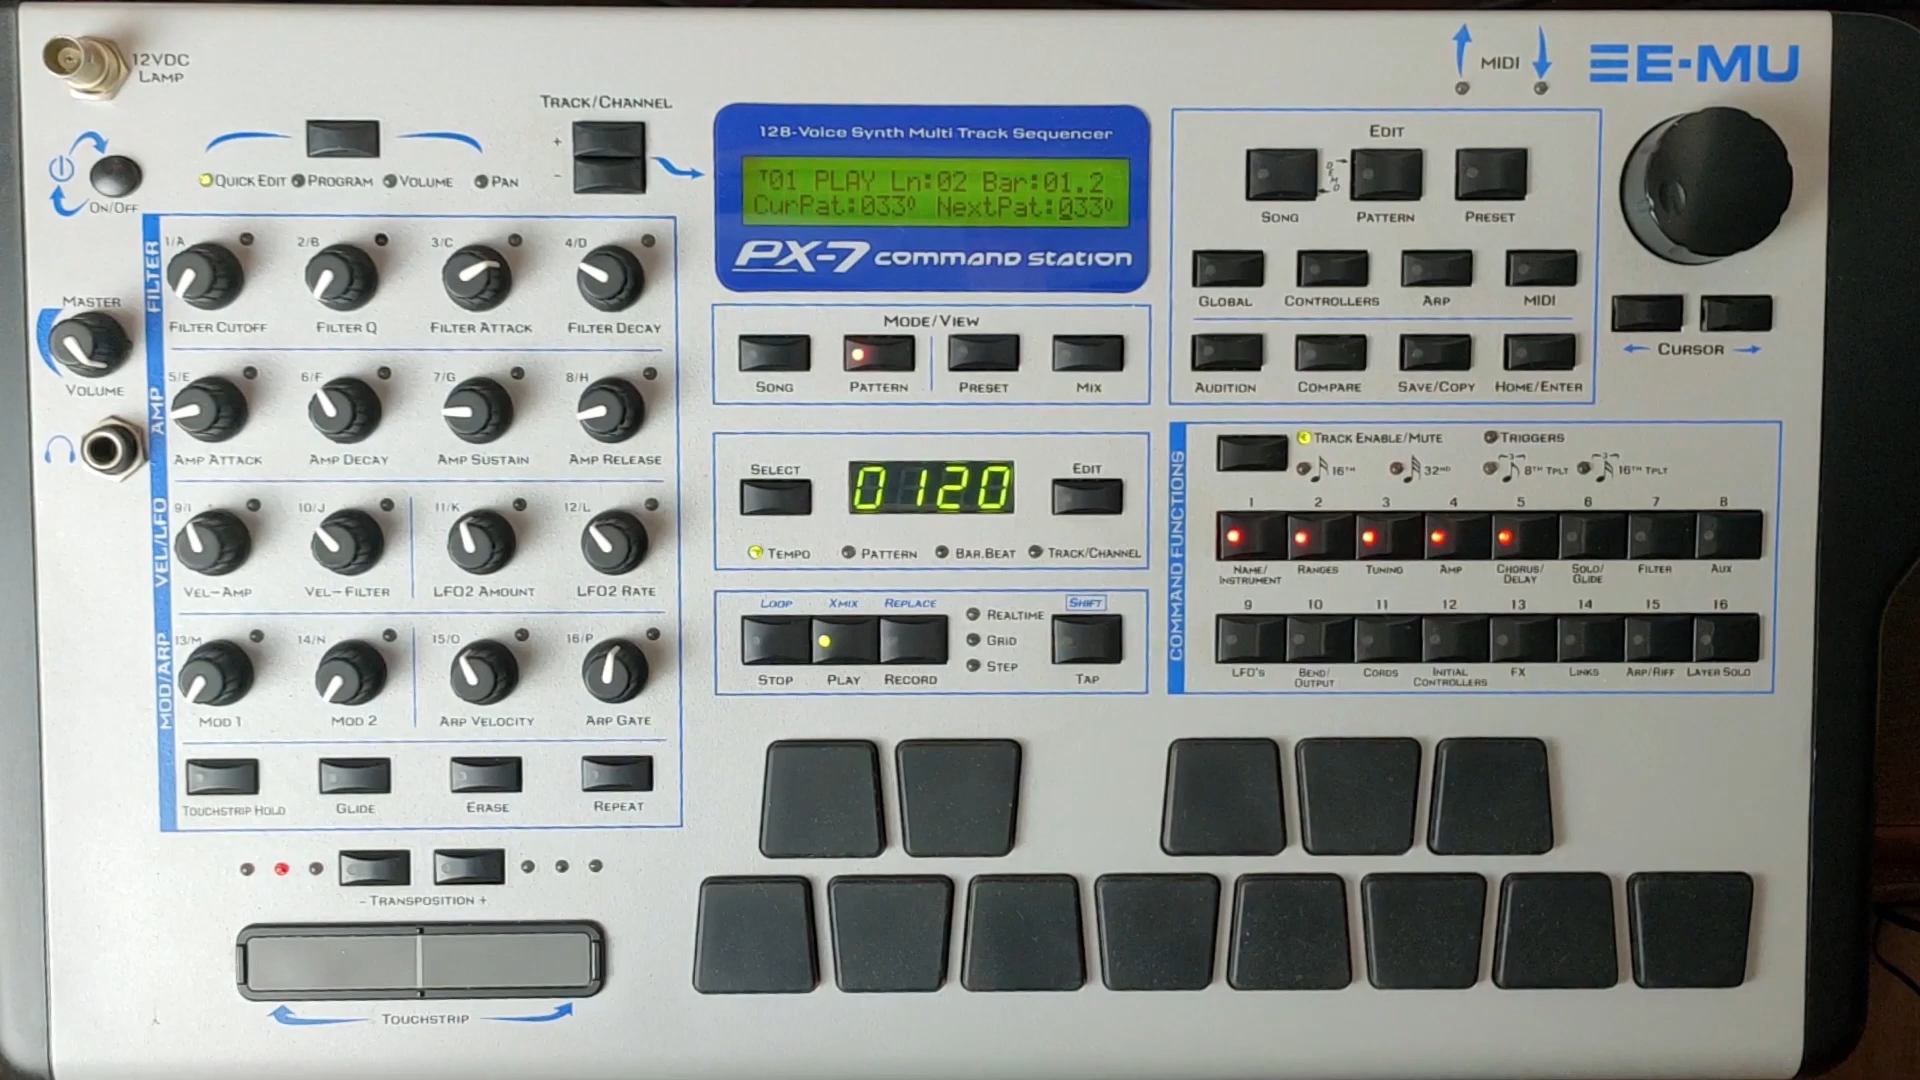 12VDC
LAMP
ON/OFF
MASTER
VOLUME
TRACK/CHANNEL
+
-
QUICK EDIT PROGRAM VOLUME PAN
FILTER
1/A 2/B 3/C 4/D
FILTER CUTOFF FILTER Q FILTER ATTACK FILTER DECAY
AMP
5/E 6/F 7/G 8/H
AMP ATTACK AMP DECAY AMP SUSTAIN AMP RELEASE
VEL/LFO
9/I 10/J 11/K 12/L
VEL-AMP VEL-FILTER LFO2 AMOUNT LFO2 RATE
MOD/ARP
13/M 14/N 15/O 16/P
MOD 1 MOD 2 ARP VELOCITY ARP GATE
TOUCHSTRIP HOLD GLIDE ERASE REPEAT
- TRANSPOSITION +
TOUCHSTRIP
128-Voice Synth Multi Track Sequencer
T01 PLAY Ln:02 Bar:01.2
CurPat:033⁰ NextPat:033⁰
PX-7 command station
MODE/VIEW
SONG PATTERN PRESET MIX
SELECT EDIT
0120
TEMPO PATTERN BAR.BEAT TRACK/CHANNEL
LOOP XMIX REPLACE SHIFT
REALTIME
GRID
STEP
STOP PLAY RECORD TAP
MIDI
E-MU
EDIT
DEMO
SONG PATTERN PRESET
GLOBAL CONTROLLERS ARP MIDI
AUDITION COMPARE SAVE/COPY HOME/ENTER
CURSOR
COMMAND FUNCTIONS
TRACK ENABLE/MUTE TRIGGERS
16TH 32ND 3 8TH TPLT 3 16TH TPLT
1 2 3 4 5 6 7 8
NAME/ RANGES TUNING AMP CHORUS/ SOLO/ FILTER AUX
INSTRUMENT DELAY GLIDE
9 10 11 12 13 14 15 16
LFO'S BEND/ CORDS INITIAL FX LINKS ARP/RIFF LAYER SOLO
OUTPUT CONTROLLERS